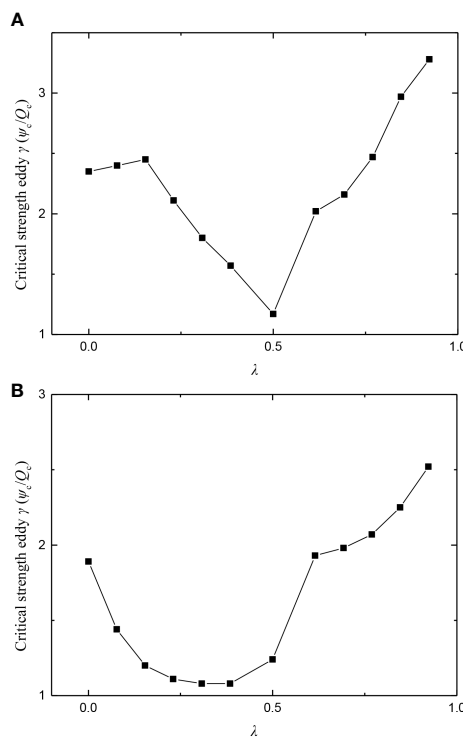 A
3
2
1
Critical strength eddy γ (ψc/Qc)
0.0 0.5 1.0
λ
B
3
2
1
Critical strength eddy γ (ψc/Qc)
0.0 0.5 1.0
λ